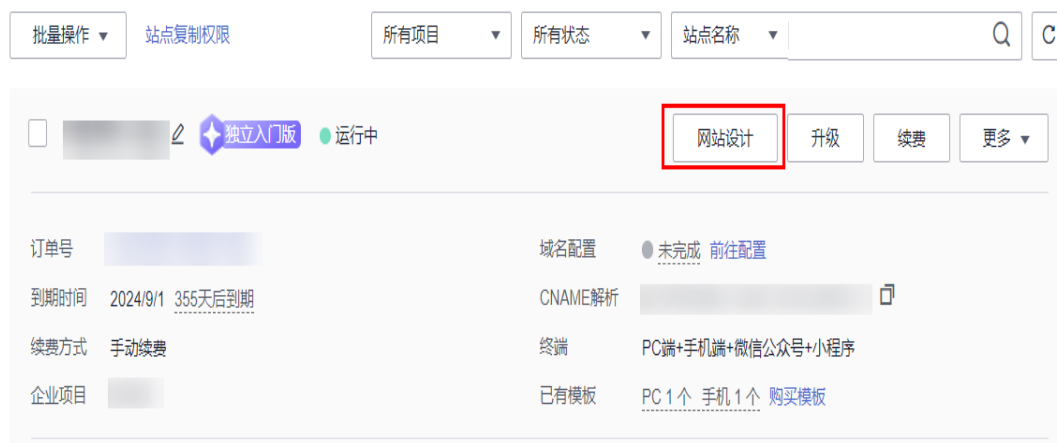 批量操作 站点复制权限 所有项目 所有状态 站点名称
独立入门版 运行中 网站设计 升级 续费 更多
订单号 域名配置 未完成 前往配置
到期时间 2024/9/1 355天后到期 CNAME解析
续费方式 手动续费 终端 PC端+手机端+微信公众号+小程序
企业项目 已有模板 PC 1 个 手机 1 个 购买模板